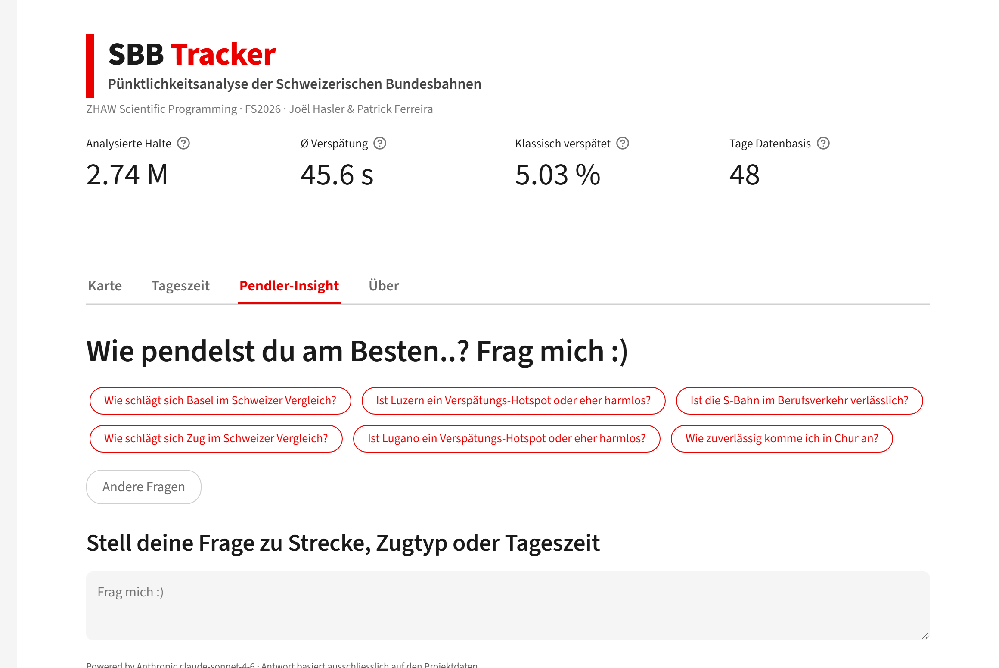 SBB Tracker
Pünktlichkeitsanalyse der Schweizerischen Bundesbahnen
ZHAW Scientific Programming · FS2026 · Joël Hasler & Patrick Ferreira
Analysierte Halte
Ø Verspätung
Klassisch verspätet
Tage Datenbasis
2.74 M
45.6 s
5.03 %
48
Karte
Tageszeit
Pendler-Insight
Über
Wie pendelst du am Besten..? Frag mich :)
Wie schlägt sich Basel im Schweizer Vergleich?
Ist Luzern ein Verspätungs-Hotspot oder eher harmlos?
Ist die S-Bahn im Berufsverkehr verlässlich?
Wie schlägt sich Zug im Schweizer Vergleich?
Ist Lugano ein Verspätungs-Hotspot oder eher harmlos?
Wie zuverlässig komme ich in Chur an?
Andere Fragen
Stell deine Frage zu Strecke, Zugtyp oder Tageszeit
Frag mich :)
Powered by Anthropic claude-sonnet-4-6 · Antwort basiert ausschliesslich auf den Projektdaten